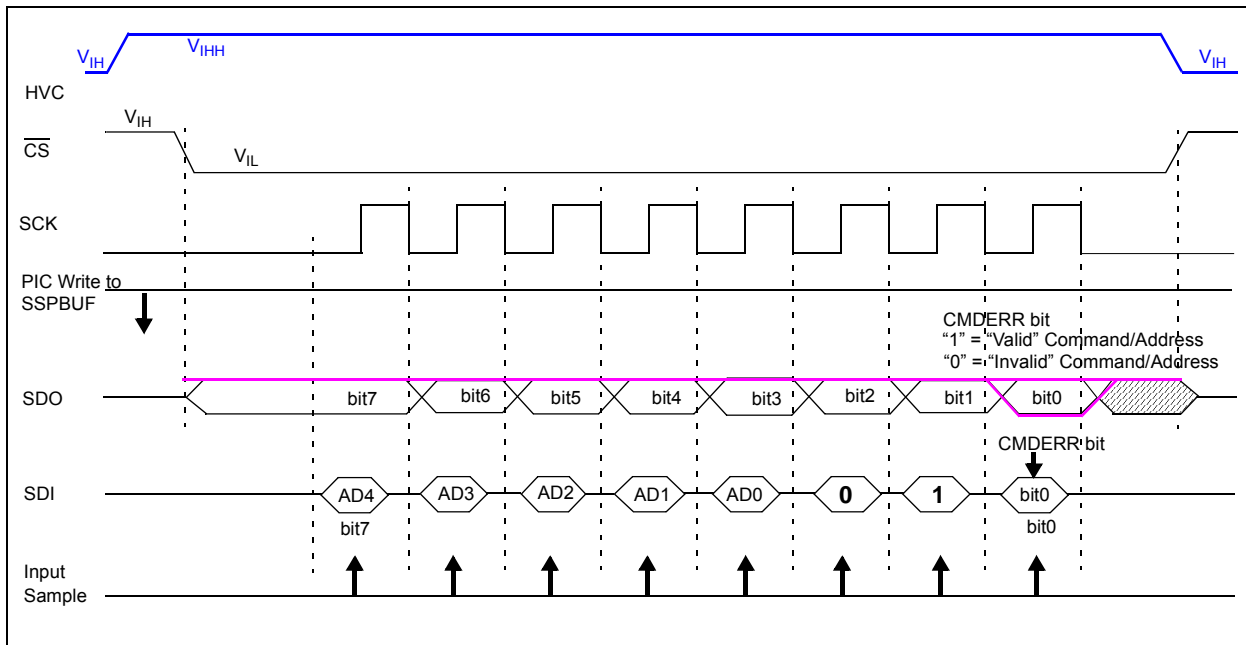 VIH VIHH VIH
HVC
VIH
CS
VIL
SCK
PIC Write to
SSPBUF
CMDERR bit
“1” = “Valid” Command/Address
“0” = “Invalid” Command/Address
SDO bit7 bit6 bit5 bit4 bit3 bit2 bit1 bit0
CMDERR bit
SDI AD4 AD3 AD2 AD1 AD0 0 1 bit0
bit7 bit0
Input
Sample